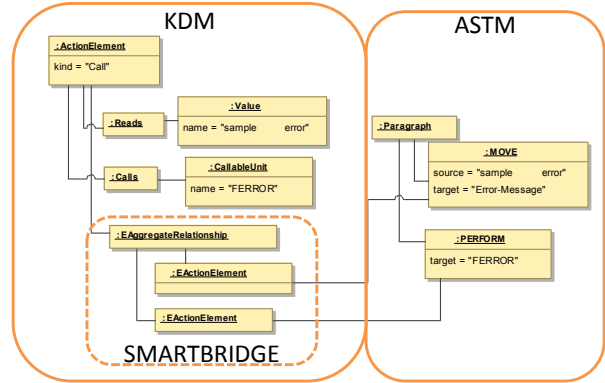 KDM
ASTM
:ActionElement
kind = "Call"
:Reads
:Value
name = "sample error"
:Calls
:CallableUnit
name = "FERROR"
:EAggregateRelationship
:EActionElement
:EActionElement
SMARTBRIDGE
:Paragraph
:MOVE
source = "sample error"
target = "Error-Message"
:PERFORM
target = "FERROR"